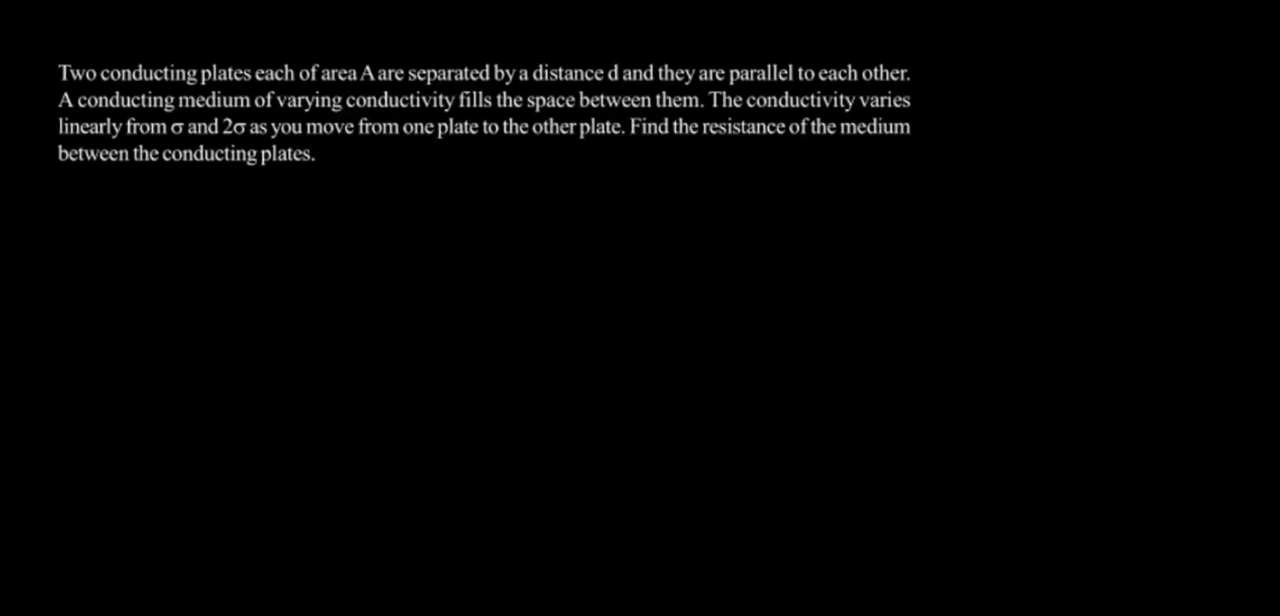 Two conducting plates each of area A are separated by a distance d and they are parallel to each other.
A conducting medium of varying conductivity fills the space between them. The conductivity varies
linearly from σ and 2σ as you move from one plate to the other plate. Find the resistance of the medium
between the conducting plates.